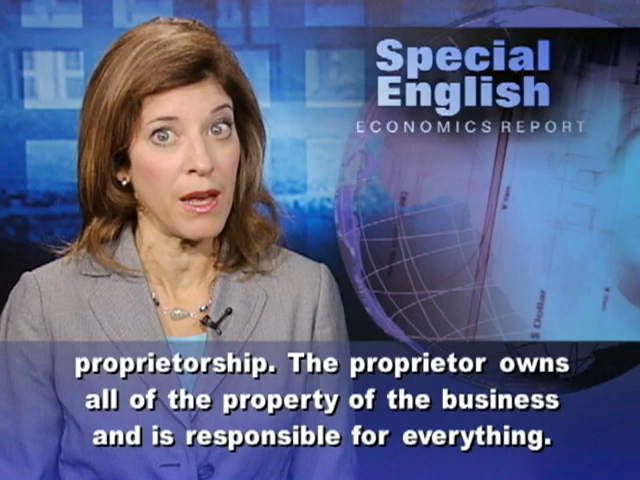 Special
English
ECONOMICS REPORT
$ Dollar
proprietorship. The proprietor owns
all of the property of the business
and is responsible for everything.